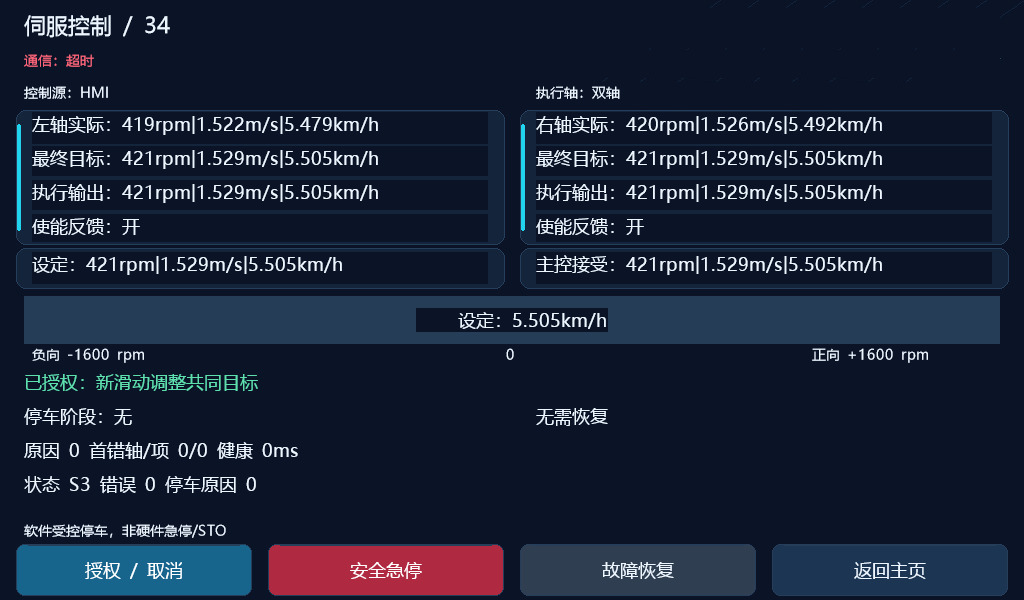 伺服控制 / 34
通信: 超时
控制源: HMI
执行轴: 双轴
左轴实际: 419rpm|1.522m/s|5.479km/h
最终目标: 421rpm|1.529m/s|5.505km/h
执行输出: 421rpm|1.529m/s|5.505km/h
使能反馈: 开
右轴实际: 420rpm|1.526m/s|5.492km/h
最终目标: 421rpm|1.529m/s|5.505km/h
执行输出: 421rpm|1.529m/s|5.505km/h
使能反馈: 开
设定: 421rpm|1.529m/s|5.505km/h
主控接受: 421rpm|1.529m/s|5.505km/h
设定: 5.505km/h
负向 -1600 rpm
0
正向 +1600 rpm
已授权: 新滑动调整共同目标
停车阶段: 无
无需恢复
原因 0 首错轴/项 0/0 健康 0ms
状态 S3 错误 0 停车原因 0
软件受控停车, 非硬件急停/STO
授权 / 取消
安全急停
故障恢复
返回主页